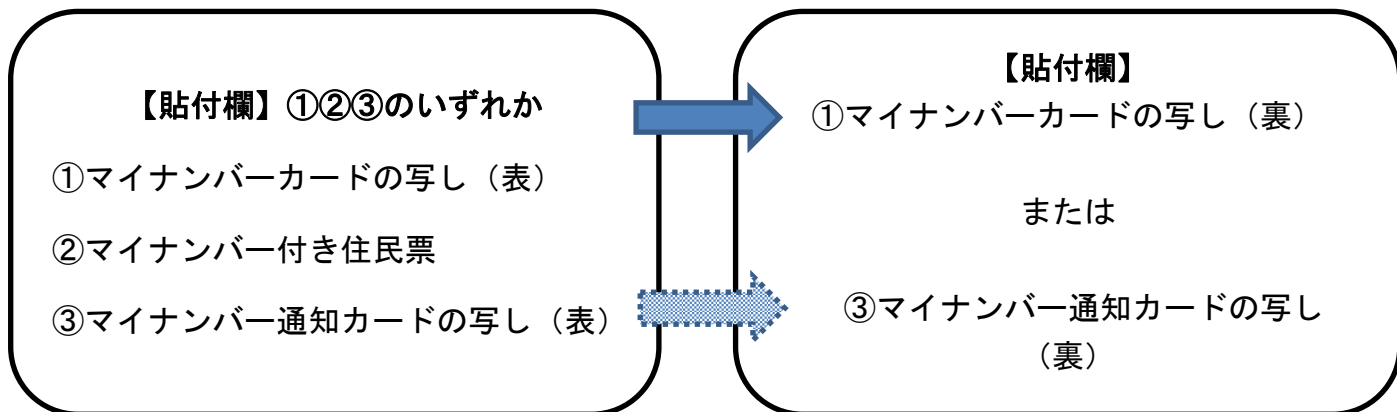 【貼付欄】①②③のいずれか
①マイナンバーカードの写し（表）
②マイナンバー付き住民票
③マイナンバー通知カードの写し（表）
【貼付欄】
①マイナンバーカードの写し（裏）
または
③マイナンバー通知カードの写し
（裏）